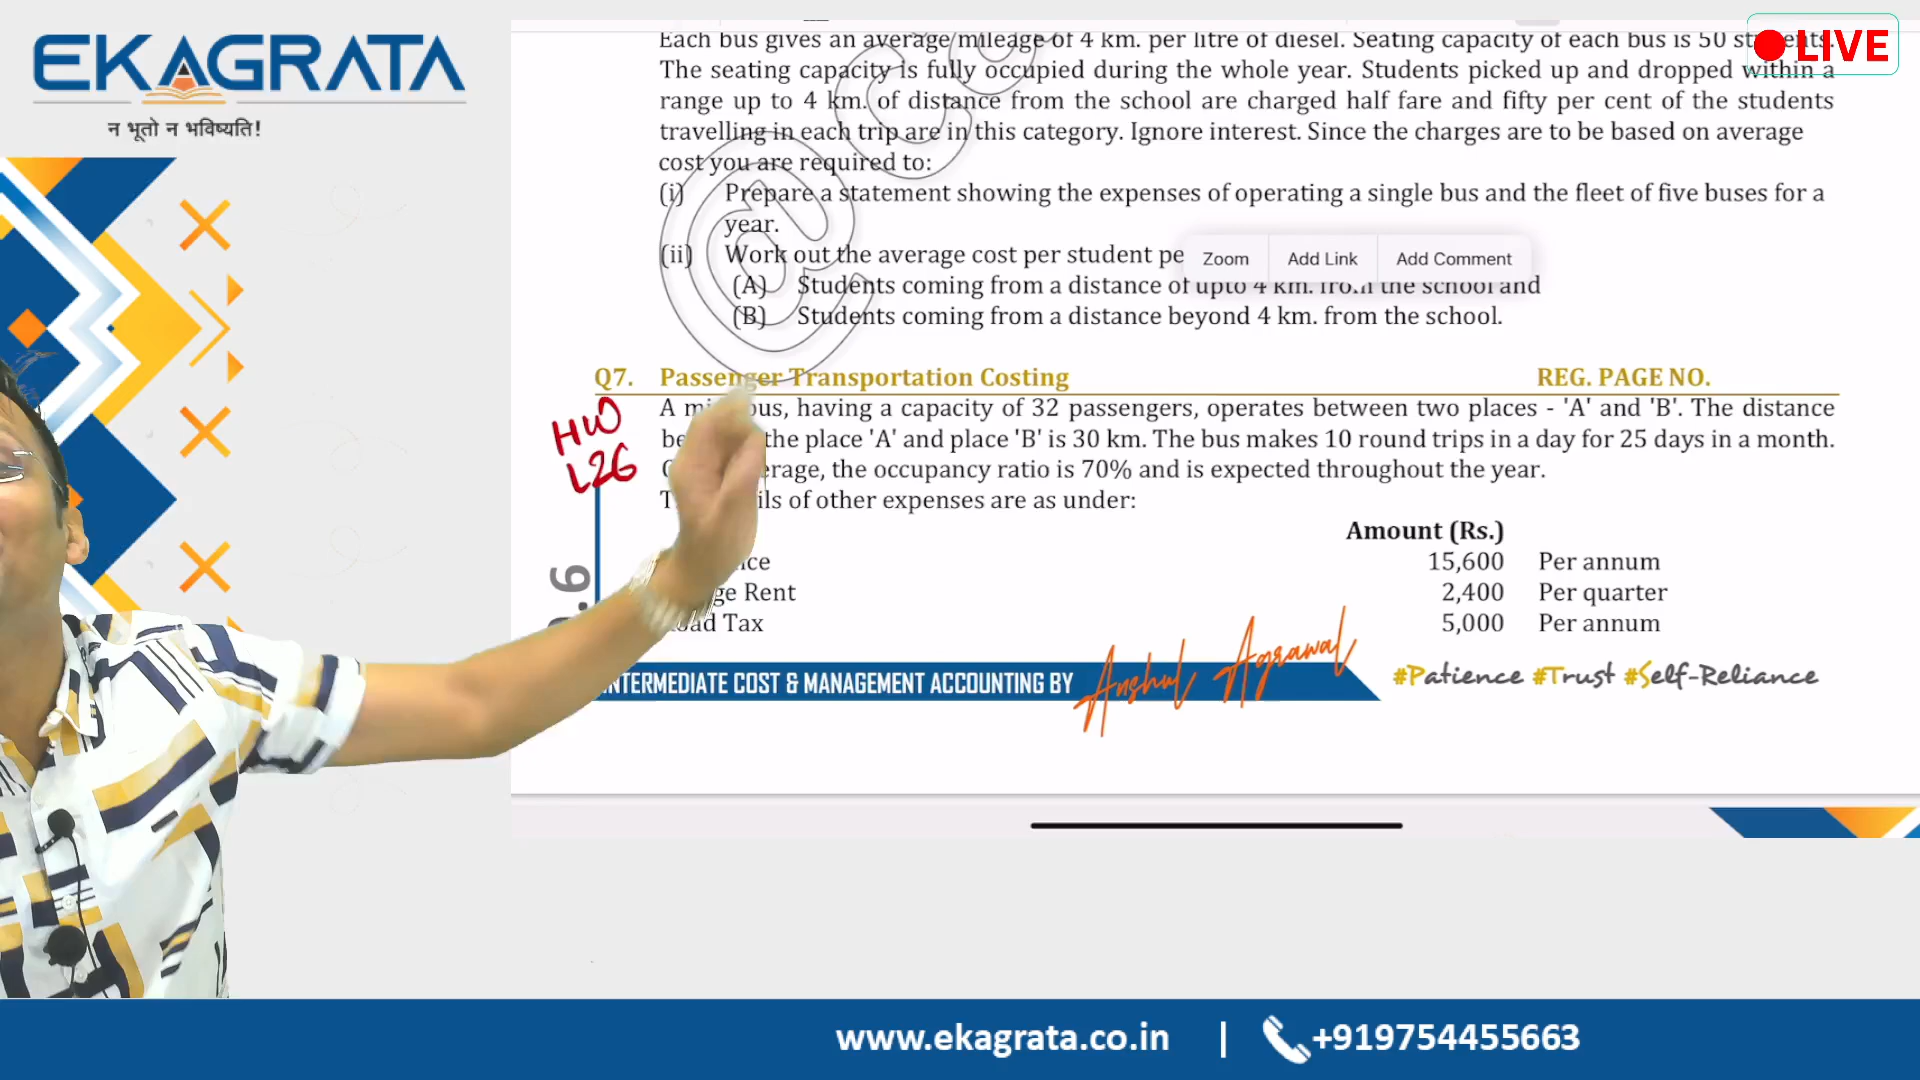 EKAGRATA
न भूतो न भविष्यति!
LIVE
Each bus gives an average mileage of 4 km. per litre of diesel. Seating capacity of each bus is 50 students.
The seating capacity is fully occupied during the whole year. Students picked up and dropped within a
range up to 4 km. of distance from the school are charged half fare and fifty per cent of the students
travelling in each trip are in this category. Ignore interest. Since the charges are to be based on average
cost you are required to:
(i) Prepare a statement showing the expenses of operating a single bus and the fleet of five buses for a
year.
(ii) Work out the average cost per student pe
Zoom Add Link Add Comment
(A) Students coming from a distance of upto 4 km. from the school and
(B) Students coming from a distance beyond 4 km. from the school.
Q7. Passenger Transportation Costing REG. PAGE NO.
HW
L26
A bus, having a capacity of 32 passengers, operates between two places - 'A' and 'B'. The distance
the place 'A' and place 'B' is 30 km. The bus makes 10 round trips in a day for 25 days in a month.
erage, the occupancy ratio is 70% and is expected throughout the year.
ils of other expenses are as under:
Amount (Rs.)
ce 15,600 Per annum
ge Rent 2,400 Per quarter
oad Tax 5,000 Per annum
.6
NTERMEDIATE COST & MANAGEMENT ACCOUNTING BY Anshul Agrawal #Patience #Trust #Self-Reliance
www.ekagrata.co.in | +919754455663